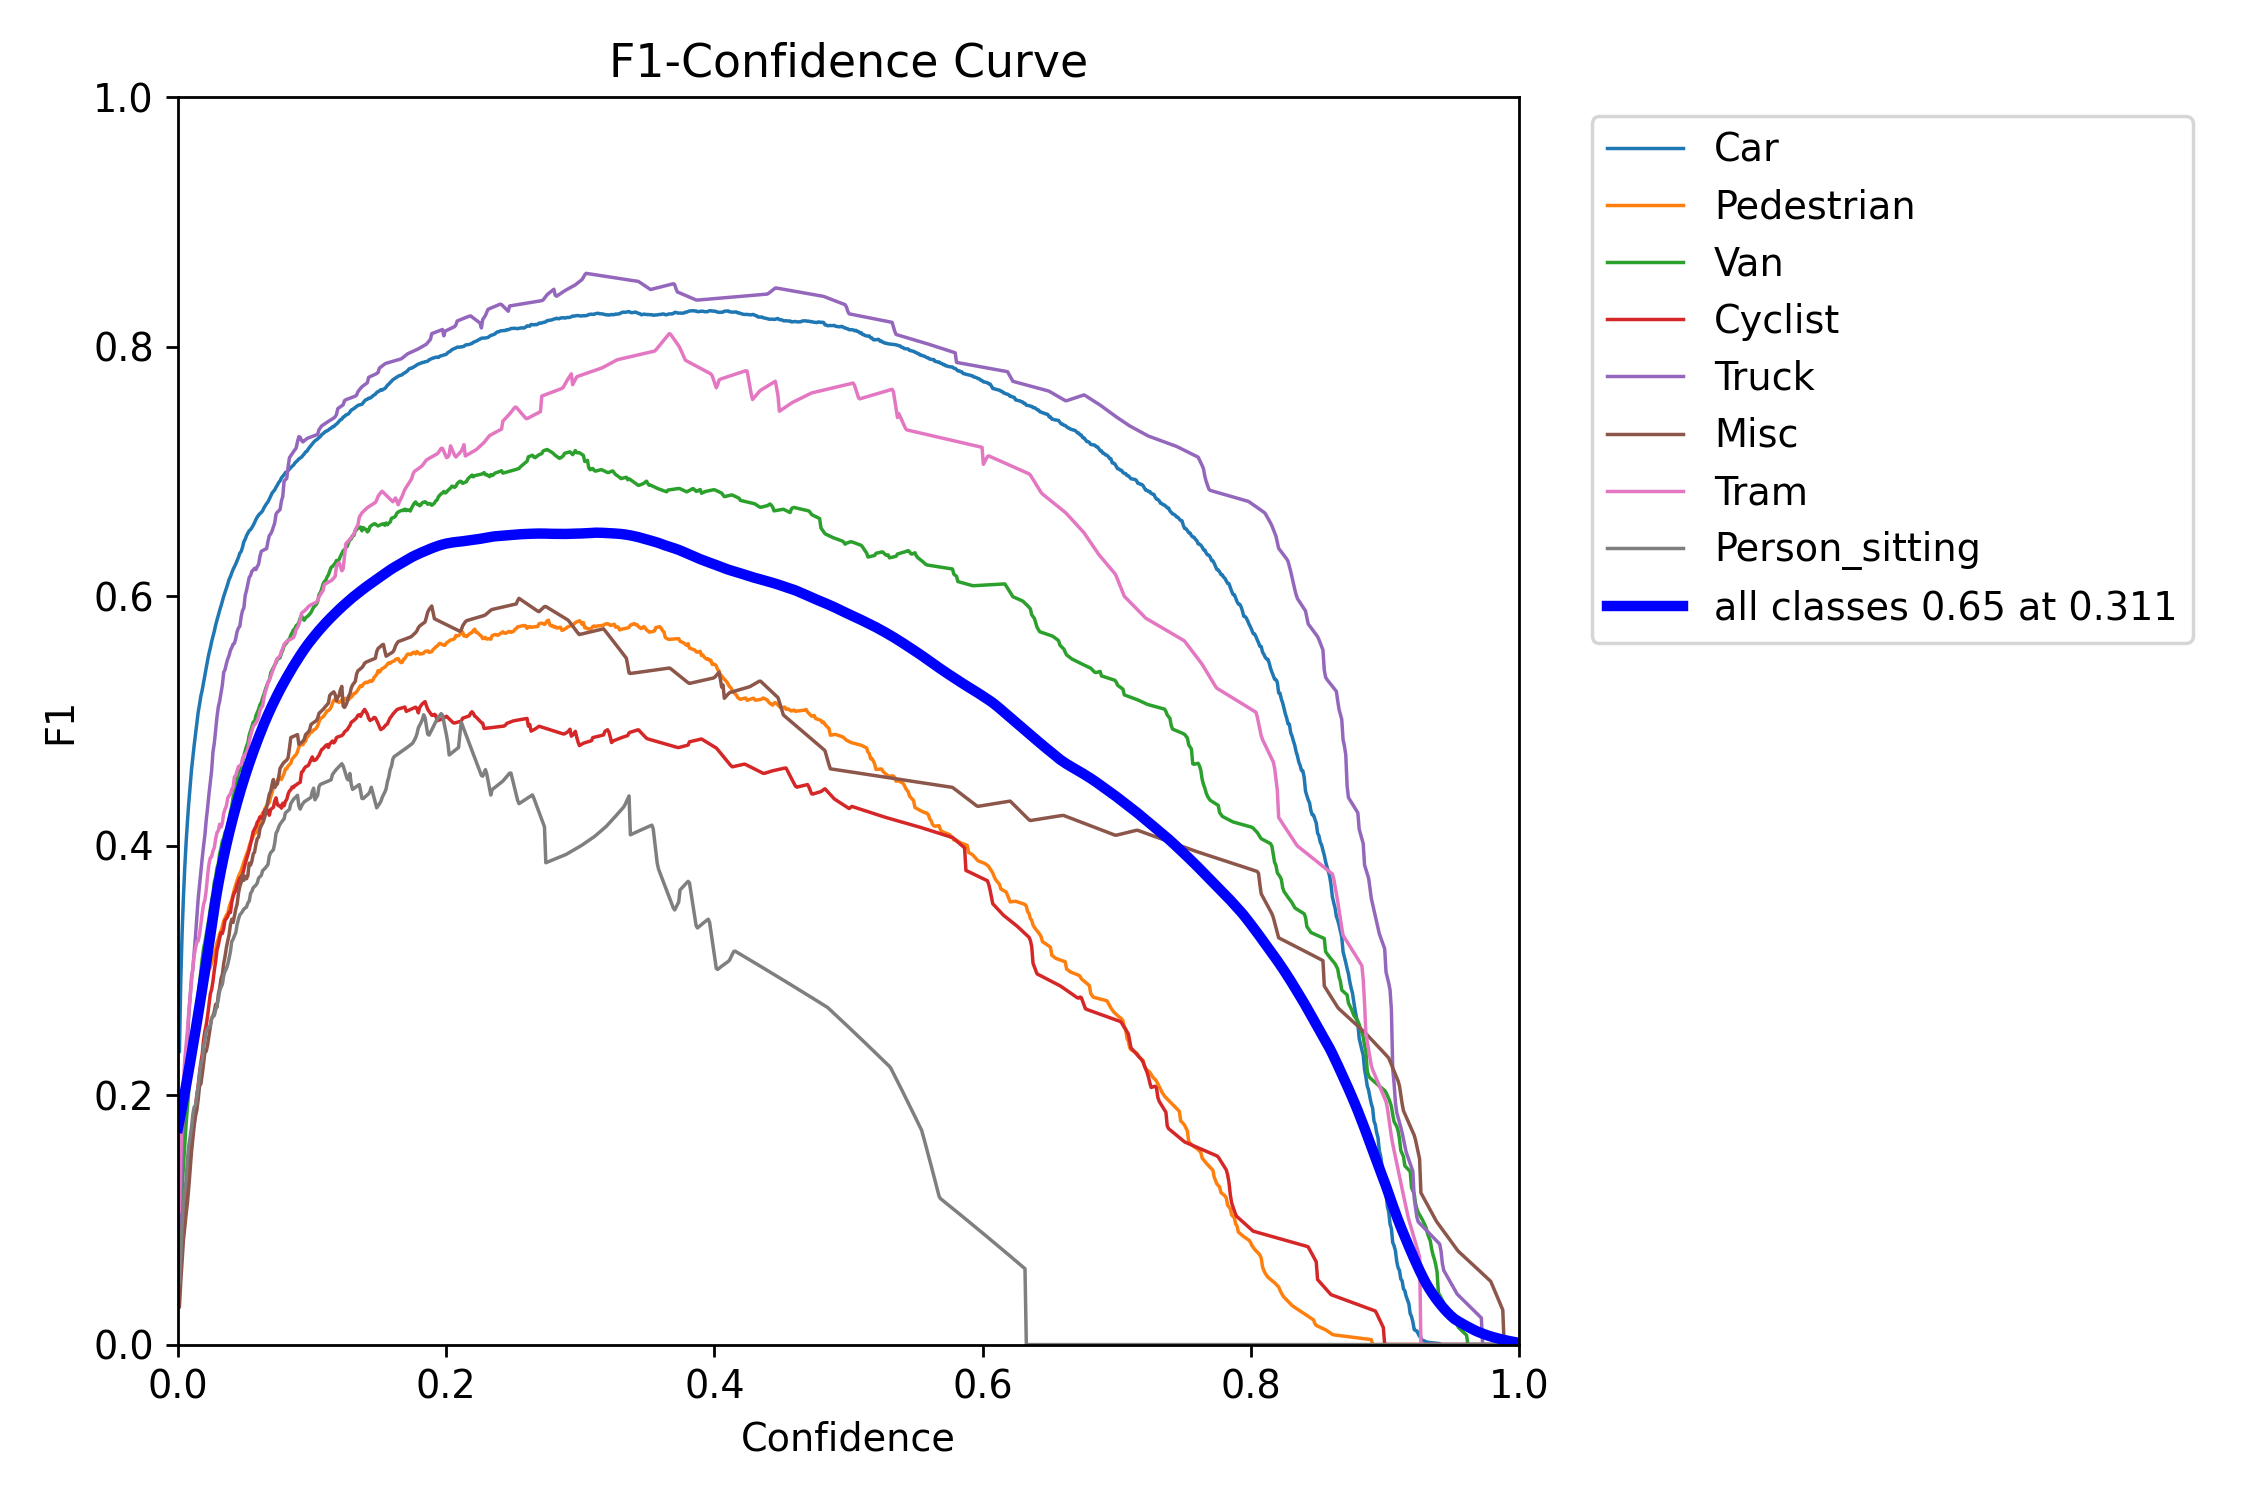 F1-Confidence Curve
1.0
0.8
0.6
0.4
0.2
0.0
F1
0.0 0.2 0.4 0.6 0.8 1.0
Confidence
Car
Pedestrian
Van
Cyclist
Truck
Misc
Tram
Person_sitting
all classes 0.65 at 0.311